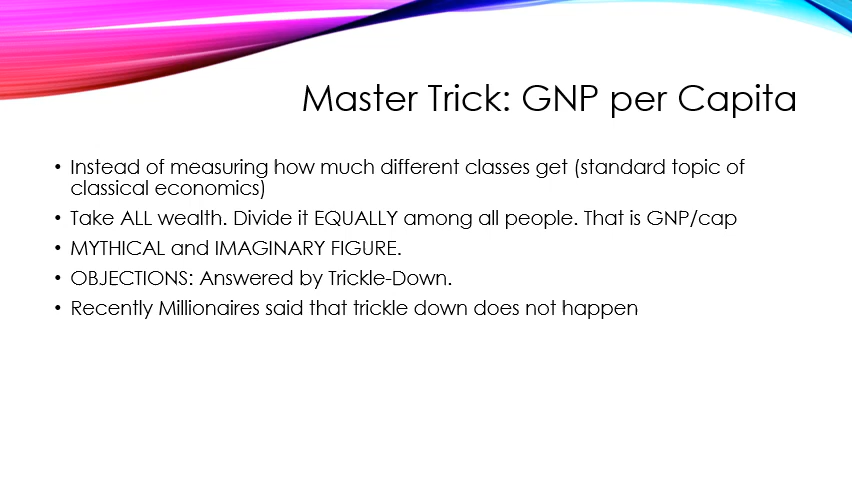 Master Trick: GNP per Capita
• Instead of measuring how much different classes get (standard topic of
classical economics)
• Take ALL wealth. Divide it EQUALLY among all people. That is GNP/cap
• MYTHICAL and IMAGINARY FIGURE.
• OBJECTIONS: Answered by Trickle-Down.
• Recently Millionaires said that trickle down does not happen